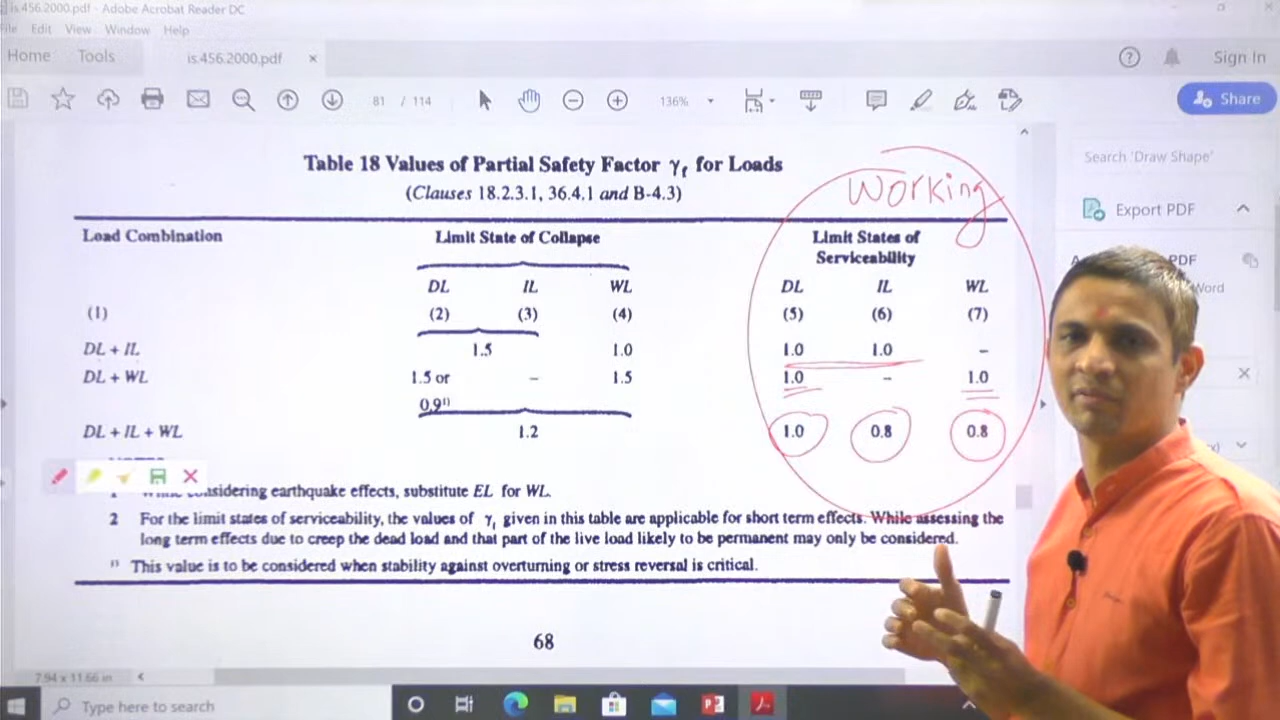 is.456.2000.pdf - Adobe Acrobat Reader DC
File Edit View Window Help
Home Tools is.456.2000.pdf × Sign In
81 / 114 136% Share
Table 18 Values of Partial Safety Factor γf for Loads
(Clauses 18.2.3.1, 36.4.1 and B-4.3)
Working
Load Combination Limit State of Collapse Limit States of
Serviceability
DL IL WL DL IL WL
(1) (2) (3) (4) (5) (6) (7)
DL + IL 1.5 1.0 1.0 1.0 –
DL + WL 1.5 or – 1.5 1.0 – 1.0
0.9¹⁾
DL + IL + WL 1.2 1.0 0.8 0.8
considering earthquake effects, substitute EL for WL.
2 For the limit states of serviceability, the values of γf given in this table are applicable for short term effects. While assessing the
long term effects due to creep the dead load and that part of the live load likely to be permanent may only be considered.
¹⁾ This value is to be considered when stability against overturning or stress reversal is critical.
68
7.94 x 11.66 in
Search 'Draw Shape'
Export PDF
PDF
Word
Type here to search